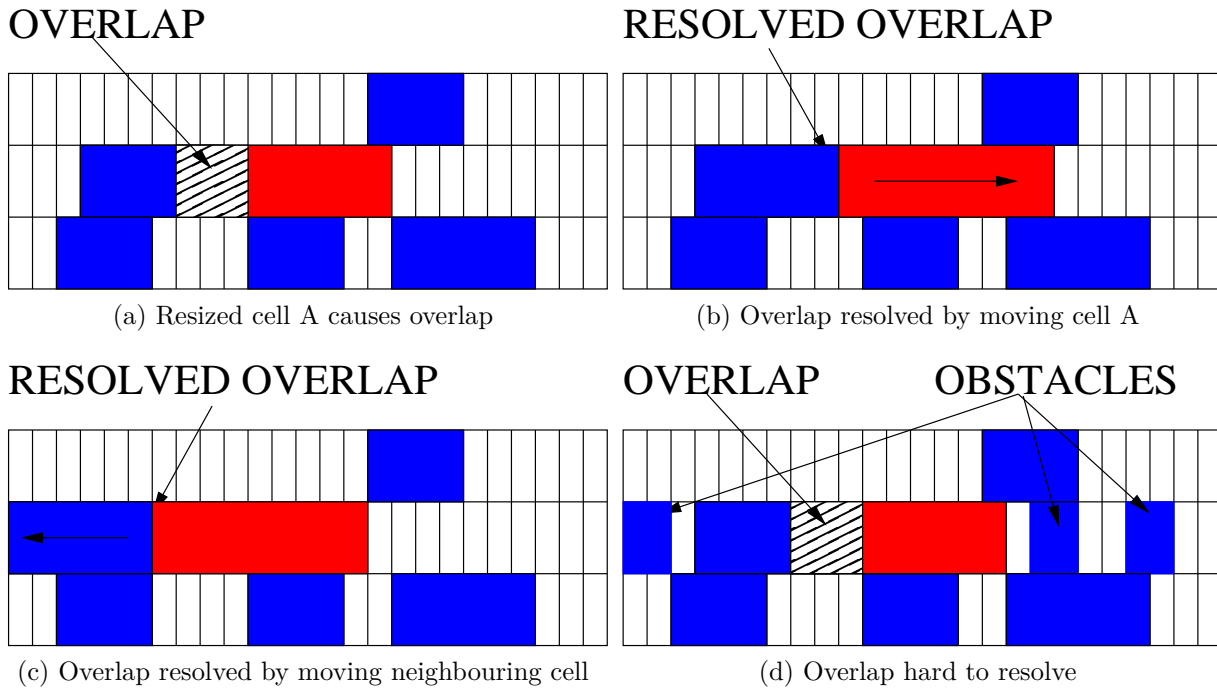 OVERLAP
RESOLVED OVERLAP
(a) Resized cell A causes overlap
(b) Overlap resolved by moving cell A
RESOLVED OVERLAP
OVERLAP
OBSTACLES
(c) Overlap resolved by moving neighbouring cell
(d) Overlap hard to resolve